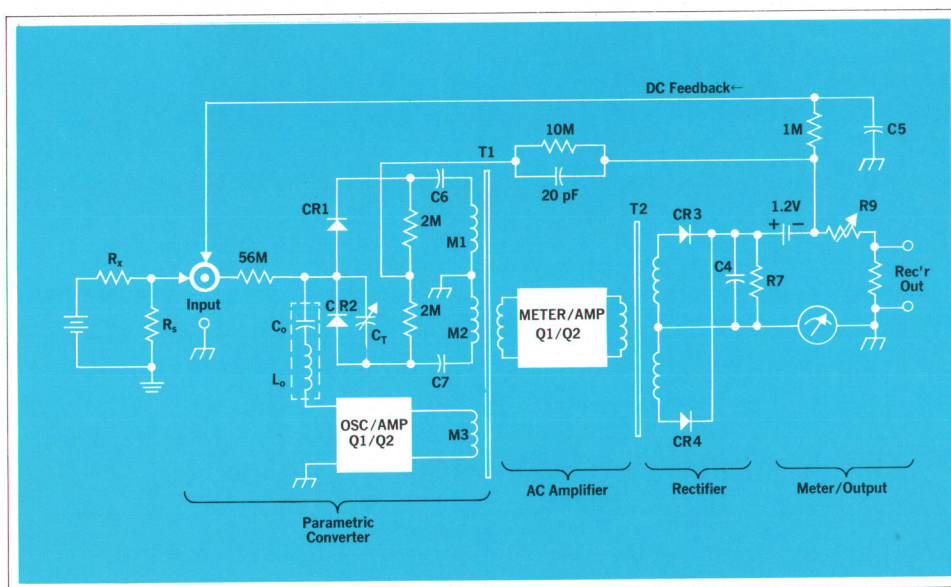 DC Feedback←
10M
1M
C5
T1
20 pF
C6
CR1
2M
M1
T2
CR3
1.2V
R9
+ −
Rx
56M
C4
R7
Rec'r
Out
Input
CR2
CT
2M
M2
METER/AMP
Q1/Q2
Rs
Co
C7
Lo
OSC/AMP
Q1/Q2
M3
CR4
Parametric
Converter
AC Amplifier
Rectifier
Meter/Output